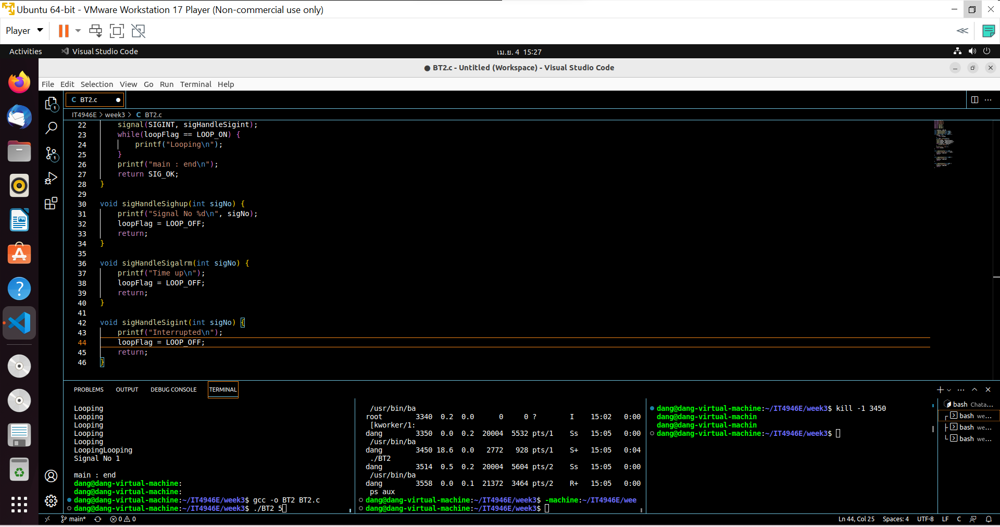 Ubuntu 64-bit - VMware Workstation 17 Player (Non-commercial use only)
Player
Activities
Visual Studio Code
เม.ย. 4 15:27
● BT2.c - Untitled (Workspace) - Visual Studio Code
File Edit Selection View Go Run Terminal Help
C BT2.c
IT4946E > week3 > C BT2.c
22 signal(SIGINT, sigHandleSigint);
23 while(loopFlag == LOOP_ON) {
24 printf("Looping\n");
25 }
26 printf("main : end\n");
27 return SIG_OK;
28 }
29
30 void sigHandleSighup(int sigNo) {
31 printf("Signal No %d\n", sigNo);
32 loopFlag = LOOP_OFF;
33 return;
34 }
35
36 void sigHandleSigalrm(int sigNo) {
37 printf("Time up\n");
38 loopFlag = LOOP_OFF;
39 return;
40 }
41
42 void sigHandleSigint(int sigNo) {
43 printf("Interrupted\n");
44 loopFlag = LOOP_OFF;
45 return;
46 }
1
1
PROBLEMS OUTPUT DEBUG CONSOLE TERMINAL
Looping
Looping
Looping
Looping
Looping
LoopingLooping
Signal No 1
main : end
dang@dang-virtual-machine:
dang@dang-virtual-machine:
dang@dang-virtual-machine:~/IT4946E/week3$ gcc -o BT2 BT2.c
dang@dang-virtual-machine:~/IT4946E/week3$ ./BT2 5
/usr/bin/ba
root 3340 0.2 0.0 0 0 ? I 15:02 0:00
[kworker/1:
dang 3350 0.0 0.2 20004 5532 pts/1 Ss 15:05 0:00
/usr/bin/ba
dang 3450 18.6 0.0 2772 928 pts/1 S+ 15:05 0:04
./BT2
dang 3514 0.5 0.2 20004 5604 pts/2 Ss 15:05 0:00
/usr/bin/ba
dang 3558 0.0 0.1 21372 3464 pts/2 R+ 15:05 0:00
ps aux
dang@dang-virtual-machine:~/IT4946E/week3$ -machine:~/IT4946E/wee
dang@dang-virtual-machine:~/IT4946E/week3$
dang@dang-virtual-machine:~/IT4946E/week3$ kill -1 3450
dang@dang-virtual-machin
dang@dang-virtual-machin
dang@dang-virtual-machine:~/IT4946E/week3$
bash Chata...
bash we...
bash we...
bash we...
main* 0 0
Ln 44, Col 25 Spaces: 4 UTF-8 LF C